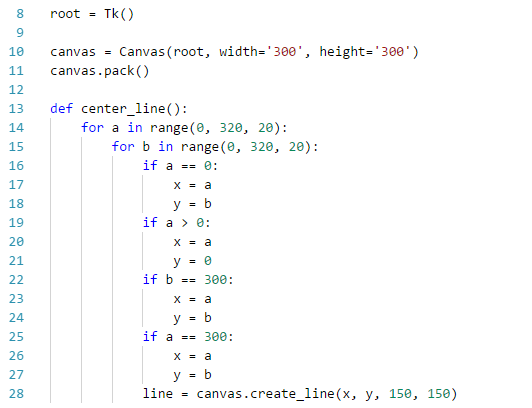 8 root = Tk()
9
10 canvas = Canvas(root, width='300', height='300')
11 canvas.pack()
12
13 def center_line():
14     for a in range(0, 320, 20):
15         for b in range(0, 320, 20):
16             if a == 0:
17                 x = a
18                 y = b
19             if a > 0:
20                 x = a
21                 y = 0
22             if b == 300:
23                 x = a
24                 y = b
25             if a == 300:
26                 x = a
27                 y = b
28             line = canvas.create_line(x, y, 150, 150)